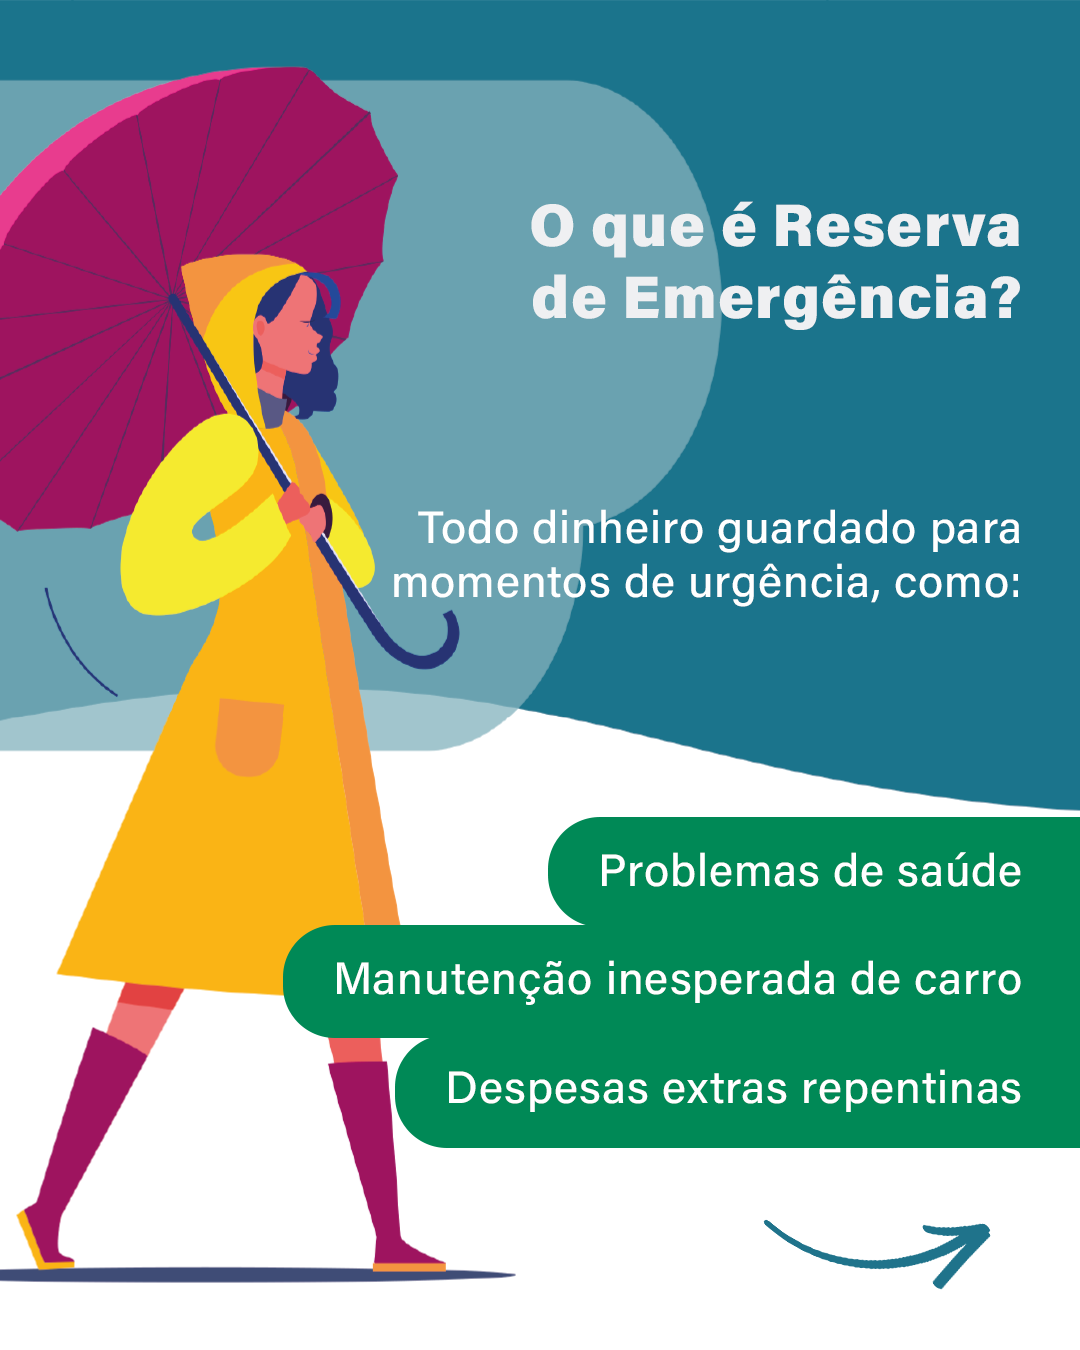 O que é Reserva
de Emergência?
Todo dinheiro guardado para
momentos de urgência, como:
Problemas de saúde
Manutenção inesperada de carro
Despesas extras repentinas